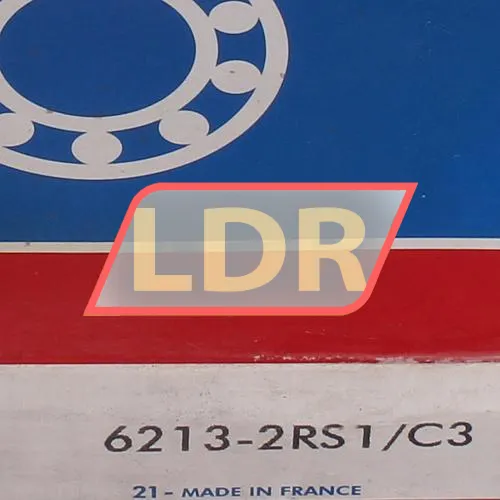 LDR
6213-2RS1/C3
21 - MADE IN FRANCE